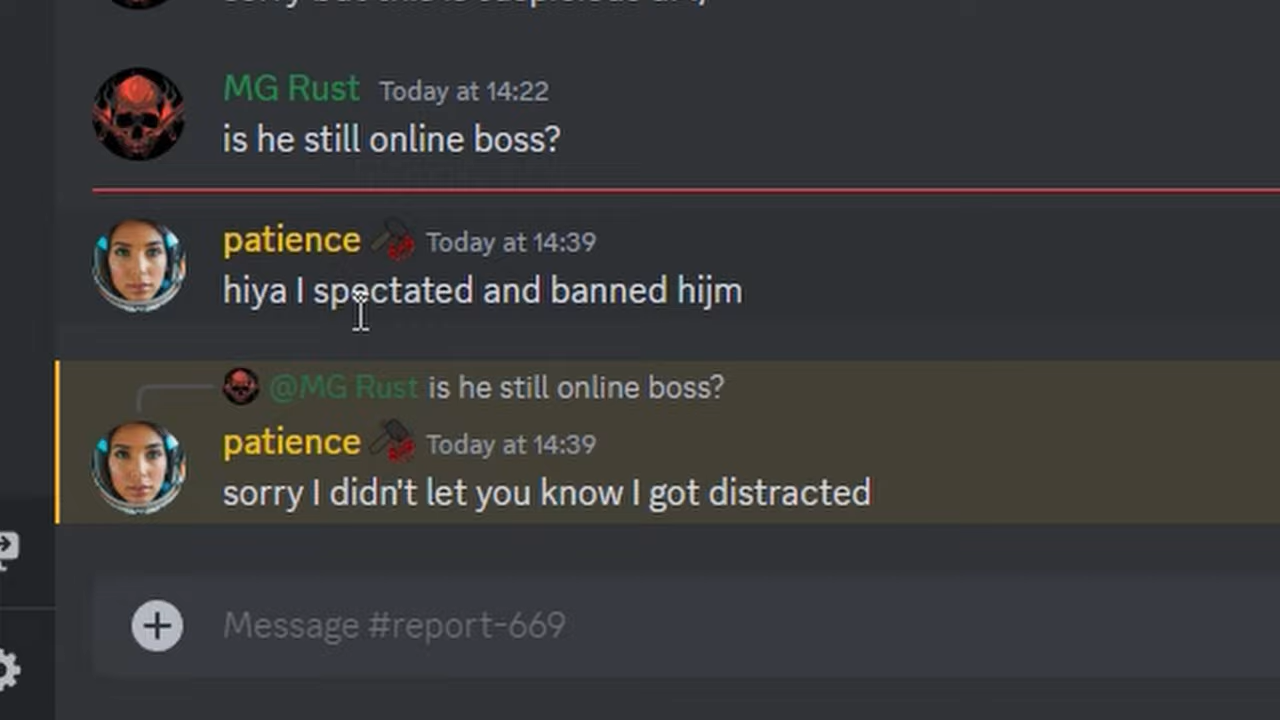 MG Rust Today at 14:22
is he still online boss?
patience Today at 14:39
hiya I spectated and banned hijm
@MG Rust is he still online boss?
patience Today at 14:39
sorry I didn't let you know I got distracted
Message #report-669